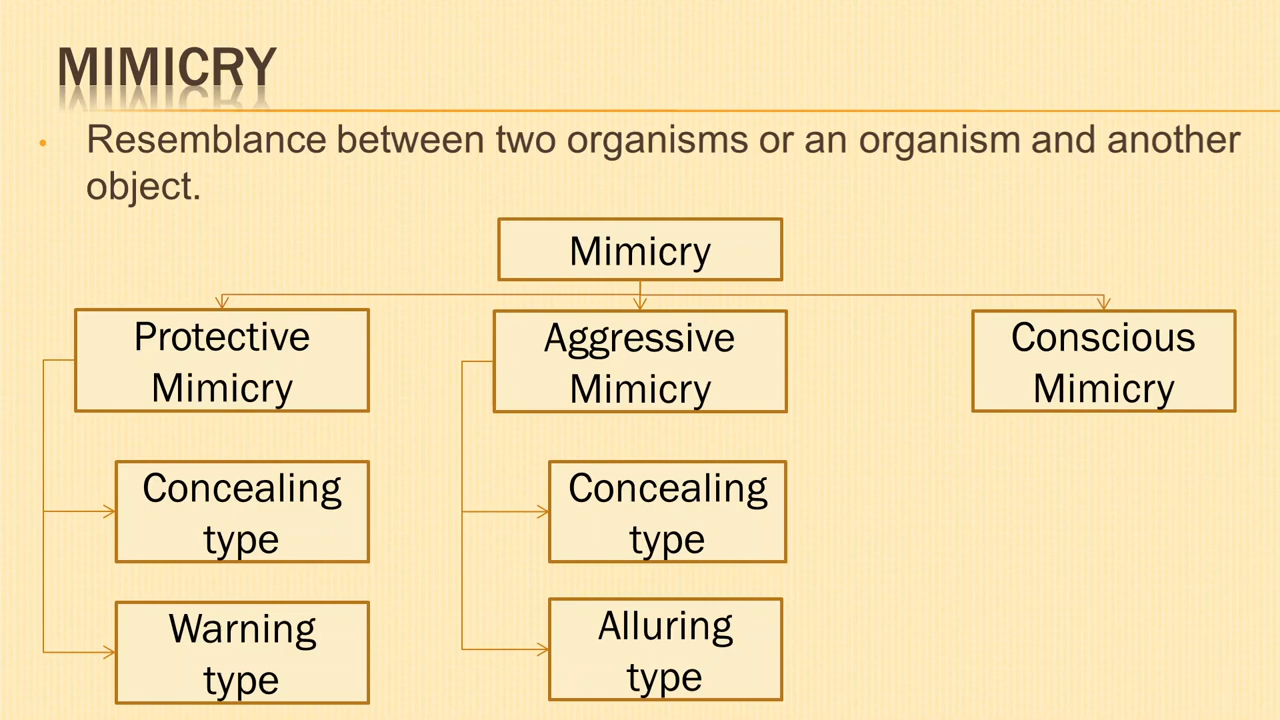 MIMICRY
• Resemblance between two organisms or an organism and another
object.
Mimicry
Protective
Mimicry
Aggressive
Mimicry
Conscious
Mimicry
Concealing
type
Concealing
type
Warning
type
Alluring
type